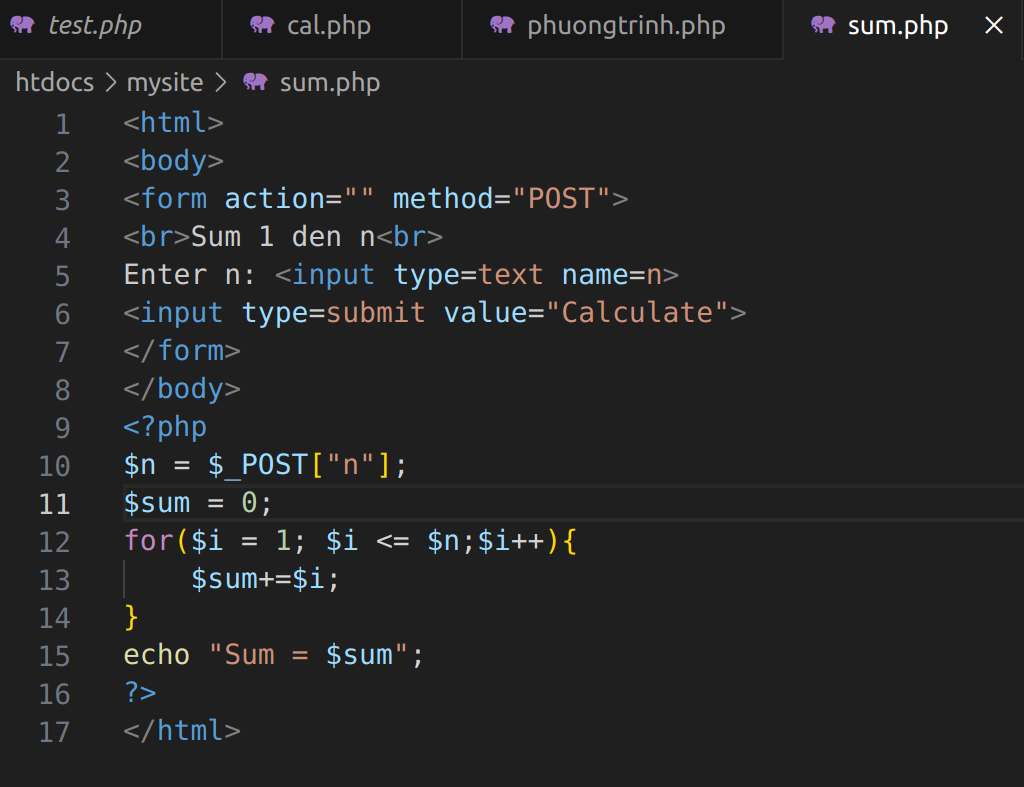 test.php cal.php phuongtrinh.php sum.php
htdocs > mysite > sum.php
1 <html>
2 <body>
3 <form action="" method="POST">
4 <br>Sum 1 den n<br>
5 Enter n: <input type=text name=n>
6 <input type=submit value="Calculate">
7 </form>
8 </body>
9 <?php
10 $n = $_POST["n"];
11 $sum = 0;
12 for($i = 1; $i <= $n;$i++){
13     $sum+=$i;
14 }
15 echo "Sum = $sum";
16 ?>
17 </html>